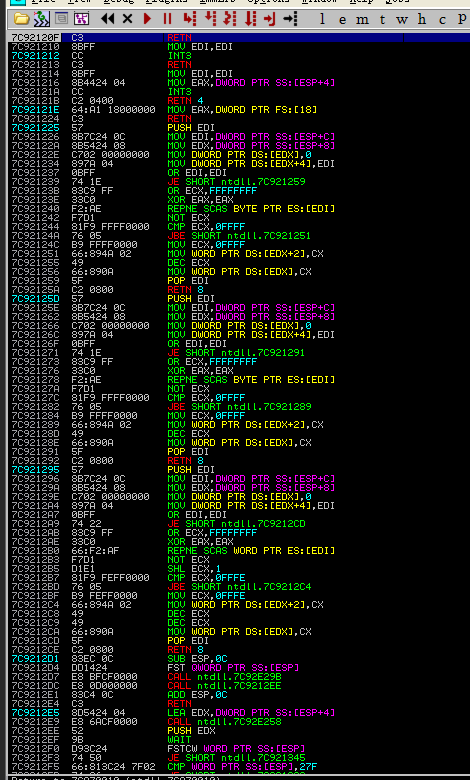 l e m t w h c P
7C92120F C3 RETN
7C921210 8BFF MOV EDI,EDI
7C921212 CC INT3
7C921213 C3 RETN
7C921214 8BFF MOV EDI,EDI
7C921216 8B4424 04 MOV EAX,DWORD PTR SS:[ESP+4]
7C92121A CC INT3
7C92121B C2 0400 RETN 4
7C92121E 64:A1 18000000 MOV EAX,DWORD PTR FS:[18]
7C921224 C3 RETN
7C921225 57 PUSH EDI
7C921226 8B7C24 0C MOV EDI,DWORD PTR SS:[ESP+C]
7C92122A 8B5424 08 MOV EDX,DWORD PTR SS:[ESP+8]
7C92122E C702 00000000 MOV DWORD PTR DS:[EDX],0
7C921234 897A 04 MOV DWORD PTR DS:[EDX+4],EDI
7C921237 0BFF OR EDI,EDI
7C921239 74 1E JE SHORT ntdll.7C921259
7C92123B 83C9 FF OR ECX,FFFFFFFF
7C92123E 33C0 XOR EAX,EAX
7C921240 F2:AE REPNE SCAS BYTE PTR ES:[EDI]
7C921242 F7D1 NOT ECX
7C921244 81F9 FFFF0000 CMP ECX,0FFFF
7C92124A 76 05 JBE SHORT ntdll.7C921251
7C92124C B9 FFFF0000 MOV ECX,0FFFF
7C921251 66:894A 02 MOV WORD PTR DS:[EDX+2],CX
7C921255 49 DEC ECX
7C921256 66:890A MOV WORD PTR DS:[EDX],CX
7C921259 5F POP EDI
7C92125A C2 0800 RETN 8
7C92125D 57 PUSH EDI
7C92125E 8B7C24 0C MOV EDI,DWORD PTR SS:[ESP+C]
7C921262 8B5424 08 MOV EDX,DWORD PTR SS:[ESP+8]
7C921266 C702 00000000 MOV DWORD PTR DS:[EDX],0
7C92126C 897A 04 MOV DWORD PTR DS:[EDX+4],EDI
7C92126F 0BFF OR EDI,EDI
7C921271 74 1E JE SHORT ntdll.7C921291
7C921273 83C9 FF OR ECX,FFFFFFFF
7C921276 33C0 XOR EAX,EAX
7C921278 F2:AE REPNE SCAS BYTE PTR ES:[EDI]
7C92127A F7D1 NOT ECX
7C92127C 81F9 FFFF0000 CMP ECX,0FFFF
7C921282 76 05 JBE SHORT ntdll.7C921289
7C921284 B9 FFFF0000 MOV ECX,0FFFF
7C921289 66:894A 02 MOV WORD PTR DS:[EDX+2],CX
7C92128D 49 DEC ECX
7C92128E 66:890A MOV WORD PTR DS:[EDX],CX
7C921291 5F POP EDI
7C921292 C2 0800 RETN 8
7C921295 57 PUSH EDI
7C921296 8B7C24 0C MOV EDI,DWORD PTR SS:[ESP+C]
7C92129A 8B5424 08 MOV EDX,DWORD PTR SS:[ESP+8]
7C92129E C702 00000000 MOV DWORD PTR DS:[EDX],0
7C9212A4 897A 04 MOV DWORD PTR DS:[EDX+4],EDI
7C9212A7 0BFF OR EDI,EDI
7C9212A9 74 22 JE SHORT ntdll.7C9212CD
7C9212AB 83C9 FF OR ECX,FFFFFFFF
7C9212AE 33C0 XOR EAX,EAX
7C9212B0 66:F2:AF REPNE SCAS WORD PTR ES:[EDI]
7C9212B3 F7D1 NOT ECX
7C9212B5 D1E1 SHL ECX,1
7C9212B7 81F9 FEFF0000 CMP ECX,0FFFE
7C9212BD 76 05 JBE SHORT ntdll.7C9212C4
7C9212BF B9 FEFF0000 MOV ECX,0FFFE
7C9212C4 66:894A 02 MOV WORD PTR DS:[EDX+2],CX
7C9212C8 49 DEC ECX
7C9212C9 49 DEC ECX
7C9212CA 66:890A MOV WORD PTR DS:[EDX],CX
7C9212CD 5F POP EDI
7C9212CE C2 0800 RETN 8
7C9212D1 83EC 0C SUB ESP,0C
7C9212D4 DD1424 FST QWORD PTR SS:[ESP]
7C9212D7 E8 BFCF0000 CALL ntdll.7C92E29B
7C9212DC E8 0D000000 CALL ntdll.7C9212EE
7C9212E1 83C4 0C ADD ESP,0C
7C9212E4 C3 RETN
7C9212E5 8D5424 04 LEA EDX,DWORD PTR SS:[ESP+4]
7C9212E9 E8 6ACF0000 CALL ntdll.7C92E258
7C9212EE 52 PUSH EDX
7C9212EF 9B WAIT
7C9212F0 D93C24 FSTCW WORD PTR SS:[ESP]
7C9212F3 74 50 JE SHORT ntdll.7C921345
7C9212F5 66:813C24 7F02 CMP WORD PTR SS:[ESP],27F